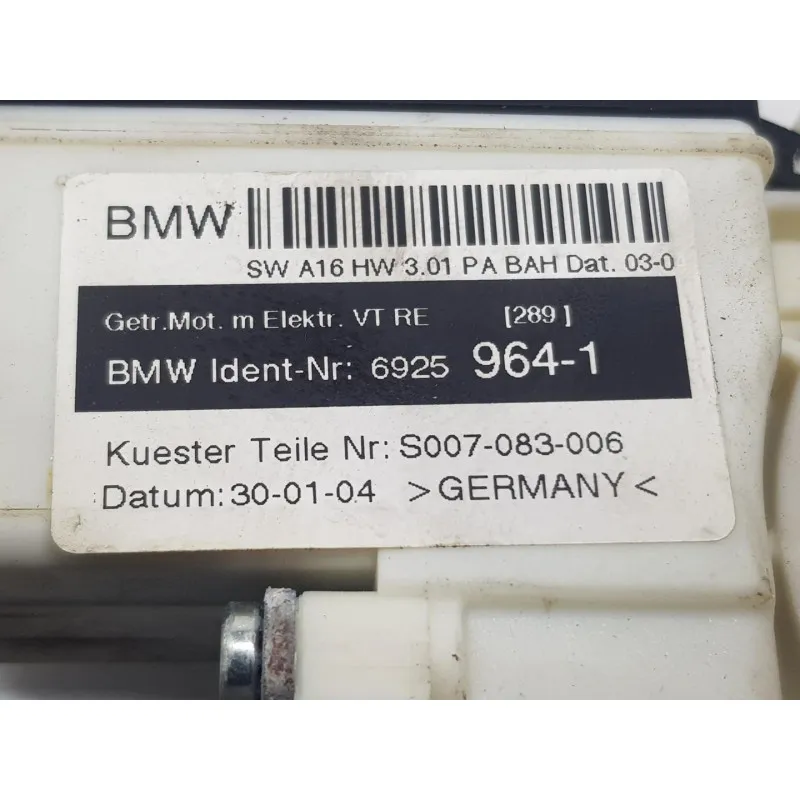 BMW
SW A16 HW 3.01 PA BAH Dat. 03-0
Getr.Mot. m Elektr. VT RE [289]
BMW Ident-Nr: 6925 964-1
Kuester Teile Nr: S007-083-006
Datum: 30-01-04 >GERMANY<